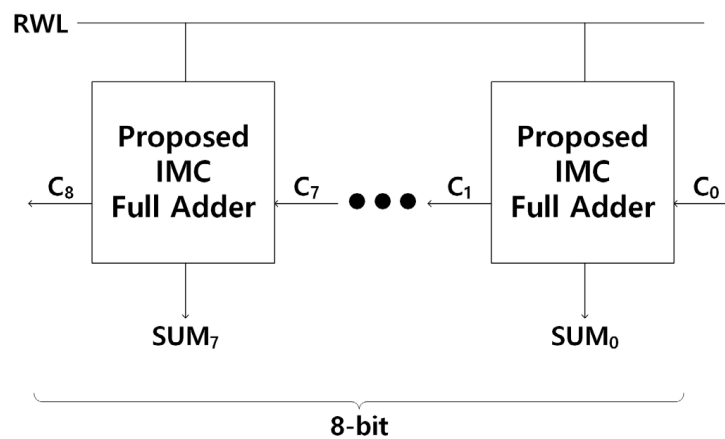 RWL
Proposed
IMC
Full Adder
Proposed
IMC
Full Adder
C₈
C₇
C₁
C₀
SUM₇
SUM₀
8-bit